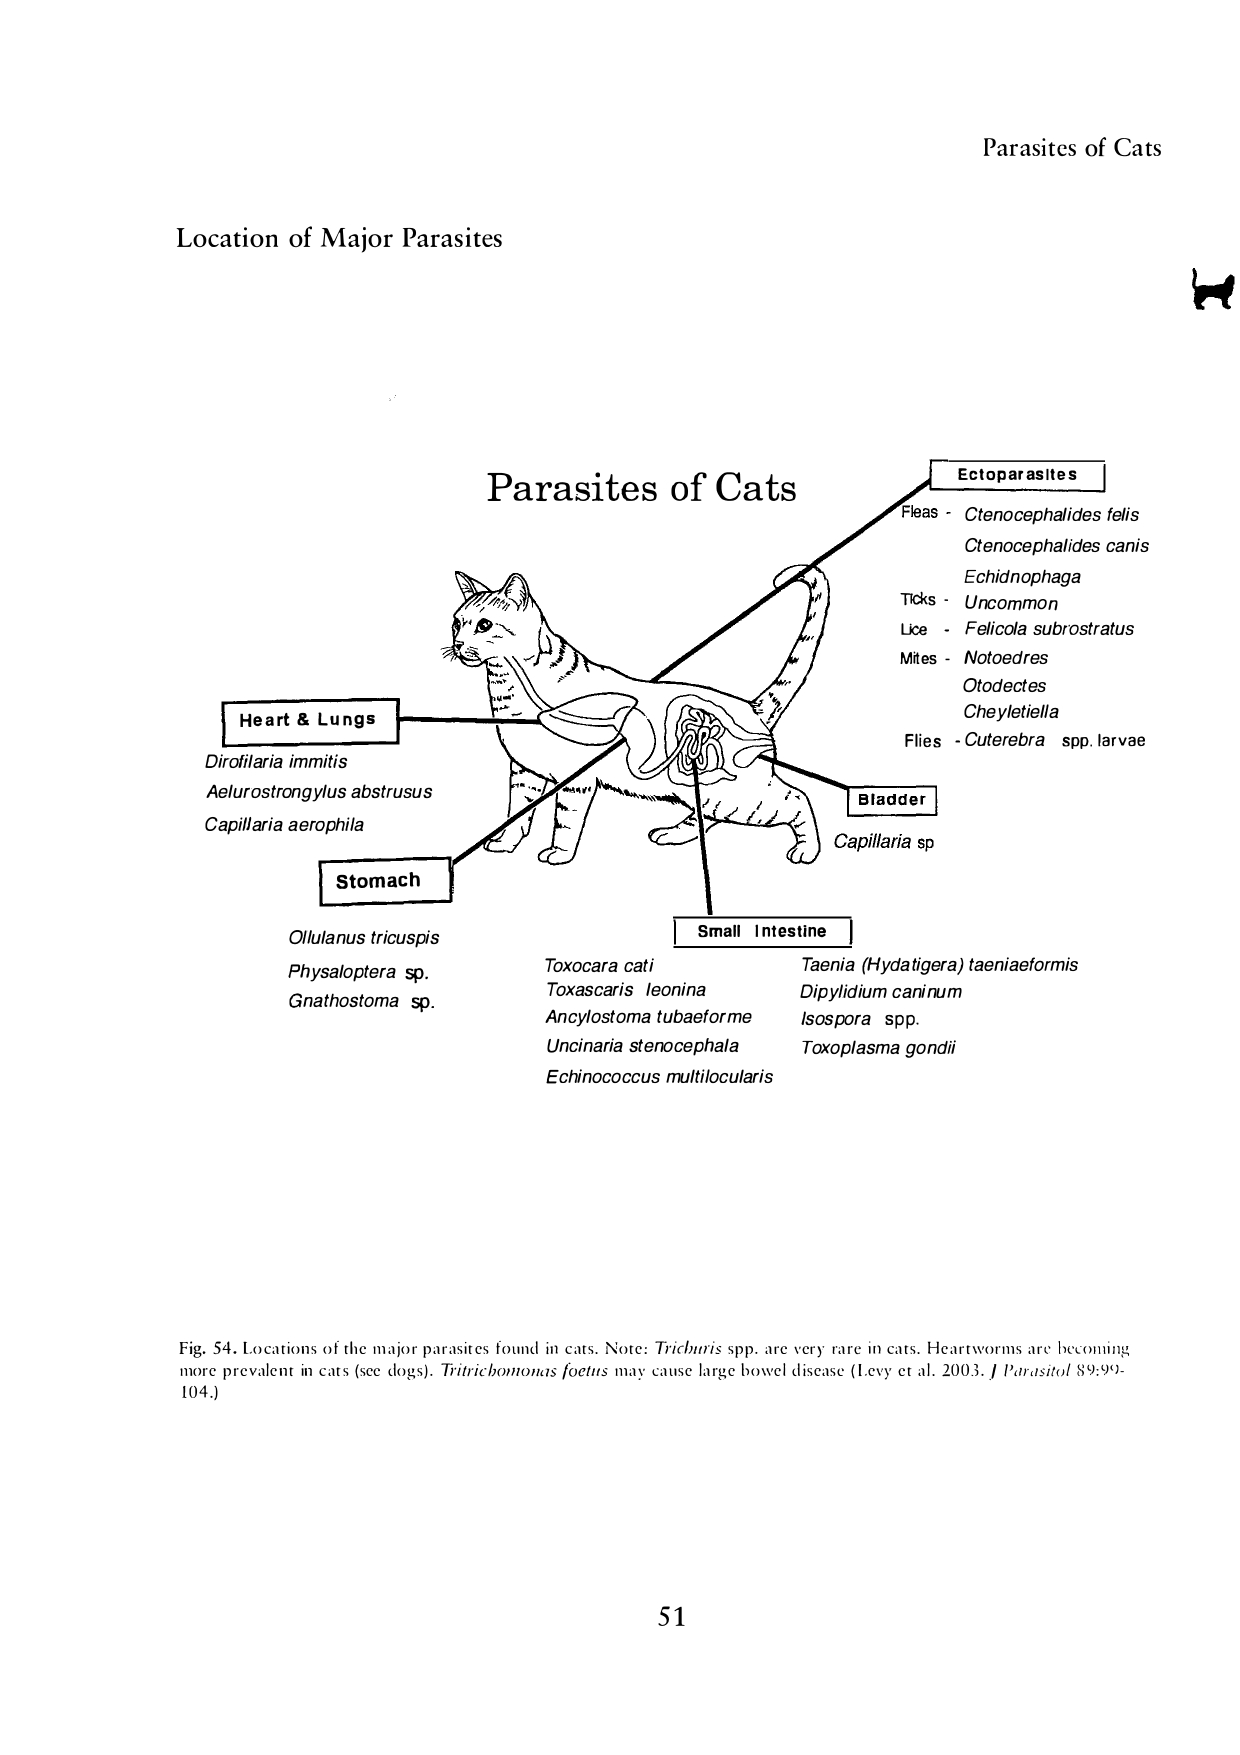 Parasites of Cats
Location of Major Parasites
Parasites of Cats
Ectoparasites
Fleas - Ctenocephalides felis
Ctenocephalides canis
Echidnophaga
Ticks - Uncommon
Lice - Felicola subrostratus
Mites - Notoedres
Otodectes
Cheyletiella
Flies - Cuterebra spp. larvae
Heart & Lungs
Dirofilaria immitis
Aelurostrongylus abstrusus
Capillaria aerophila
Bladder
Capillaria sp
Stomach
Ollulanus tricuspis
Physaloptera sp.
Gnathostoma sp.
Small Intestine
Toxocara cati
Toxascaris leonina
Ancylostoma tubaeforme
Uncinaria stenocephala
Echinococcus multilocularis
Taenia (Hydatigera) taeniaeformis
Dipylidium caninum
Isospora spp.
Toxoplasma gondii
Fig. 54. Locations of the major parasites found in cats. Note: Trichuris spp. are very rare in cats. Heartworms are becoming
more prevalent in cats (see dogs). Tritrichomonas foetus may cause large bowel disease (Levy et al. 2003. J Parasitol 89:99-
104.)
51